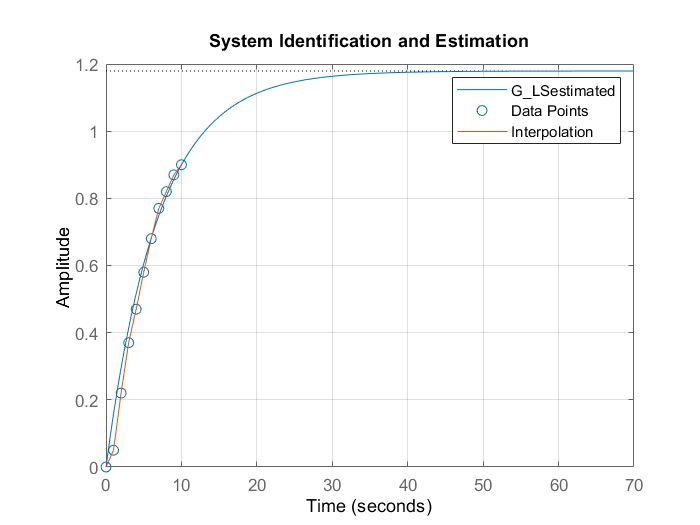 System Identification and Estimation
1.2
1
0.8
0.6
0.4
0.2
0
Amplitude
G_LSestimated
Data Points
Interpolation
0 10 20 30 40 50 60 70
Time (seconds)